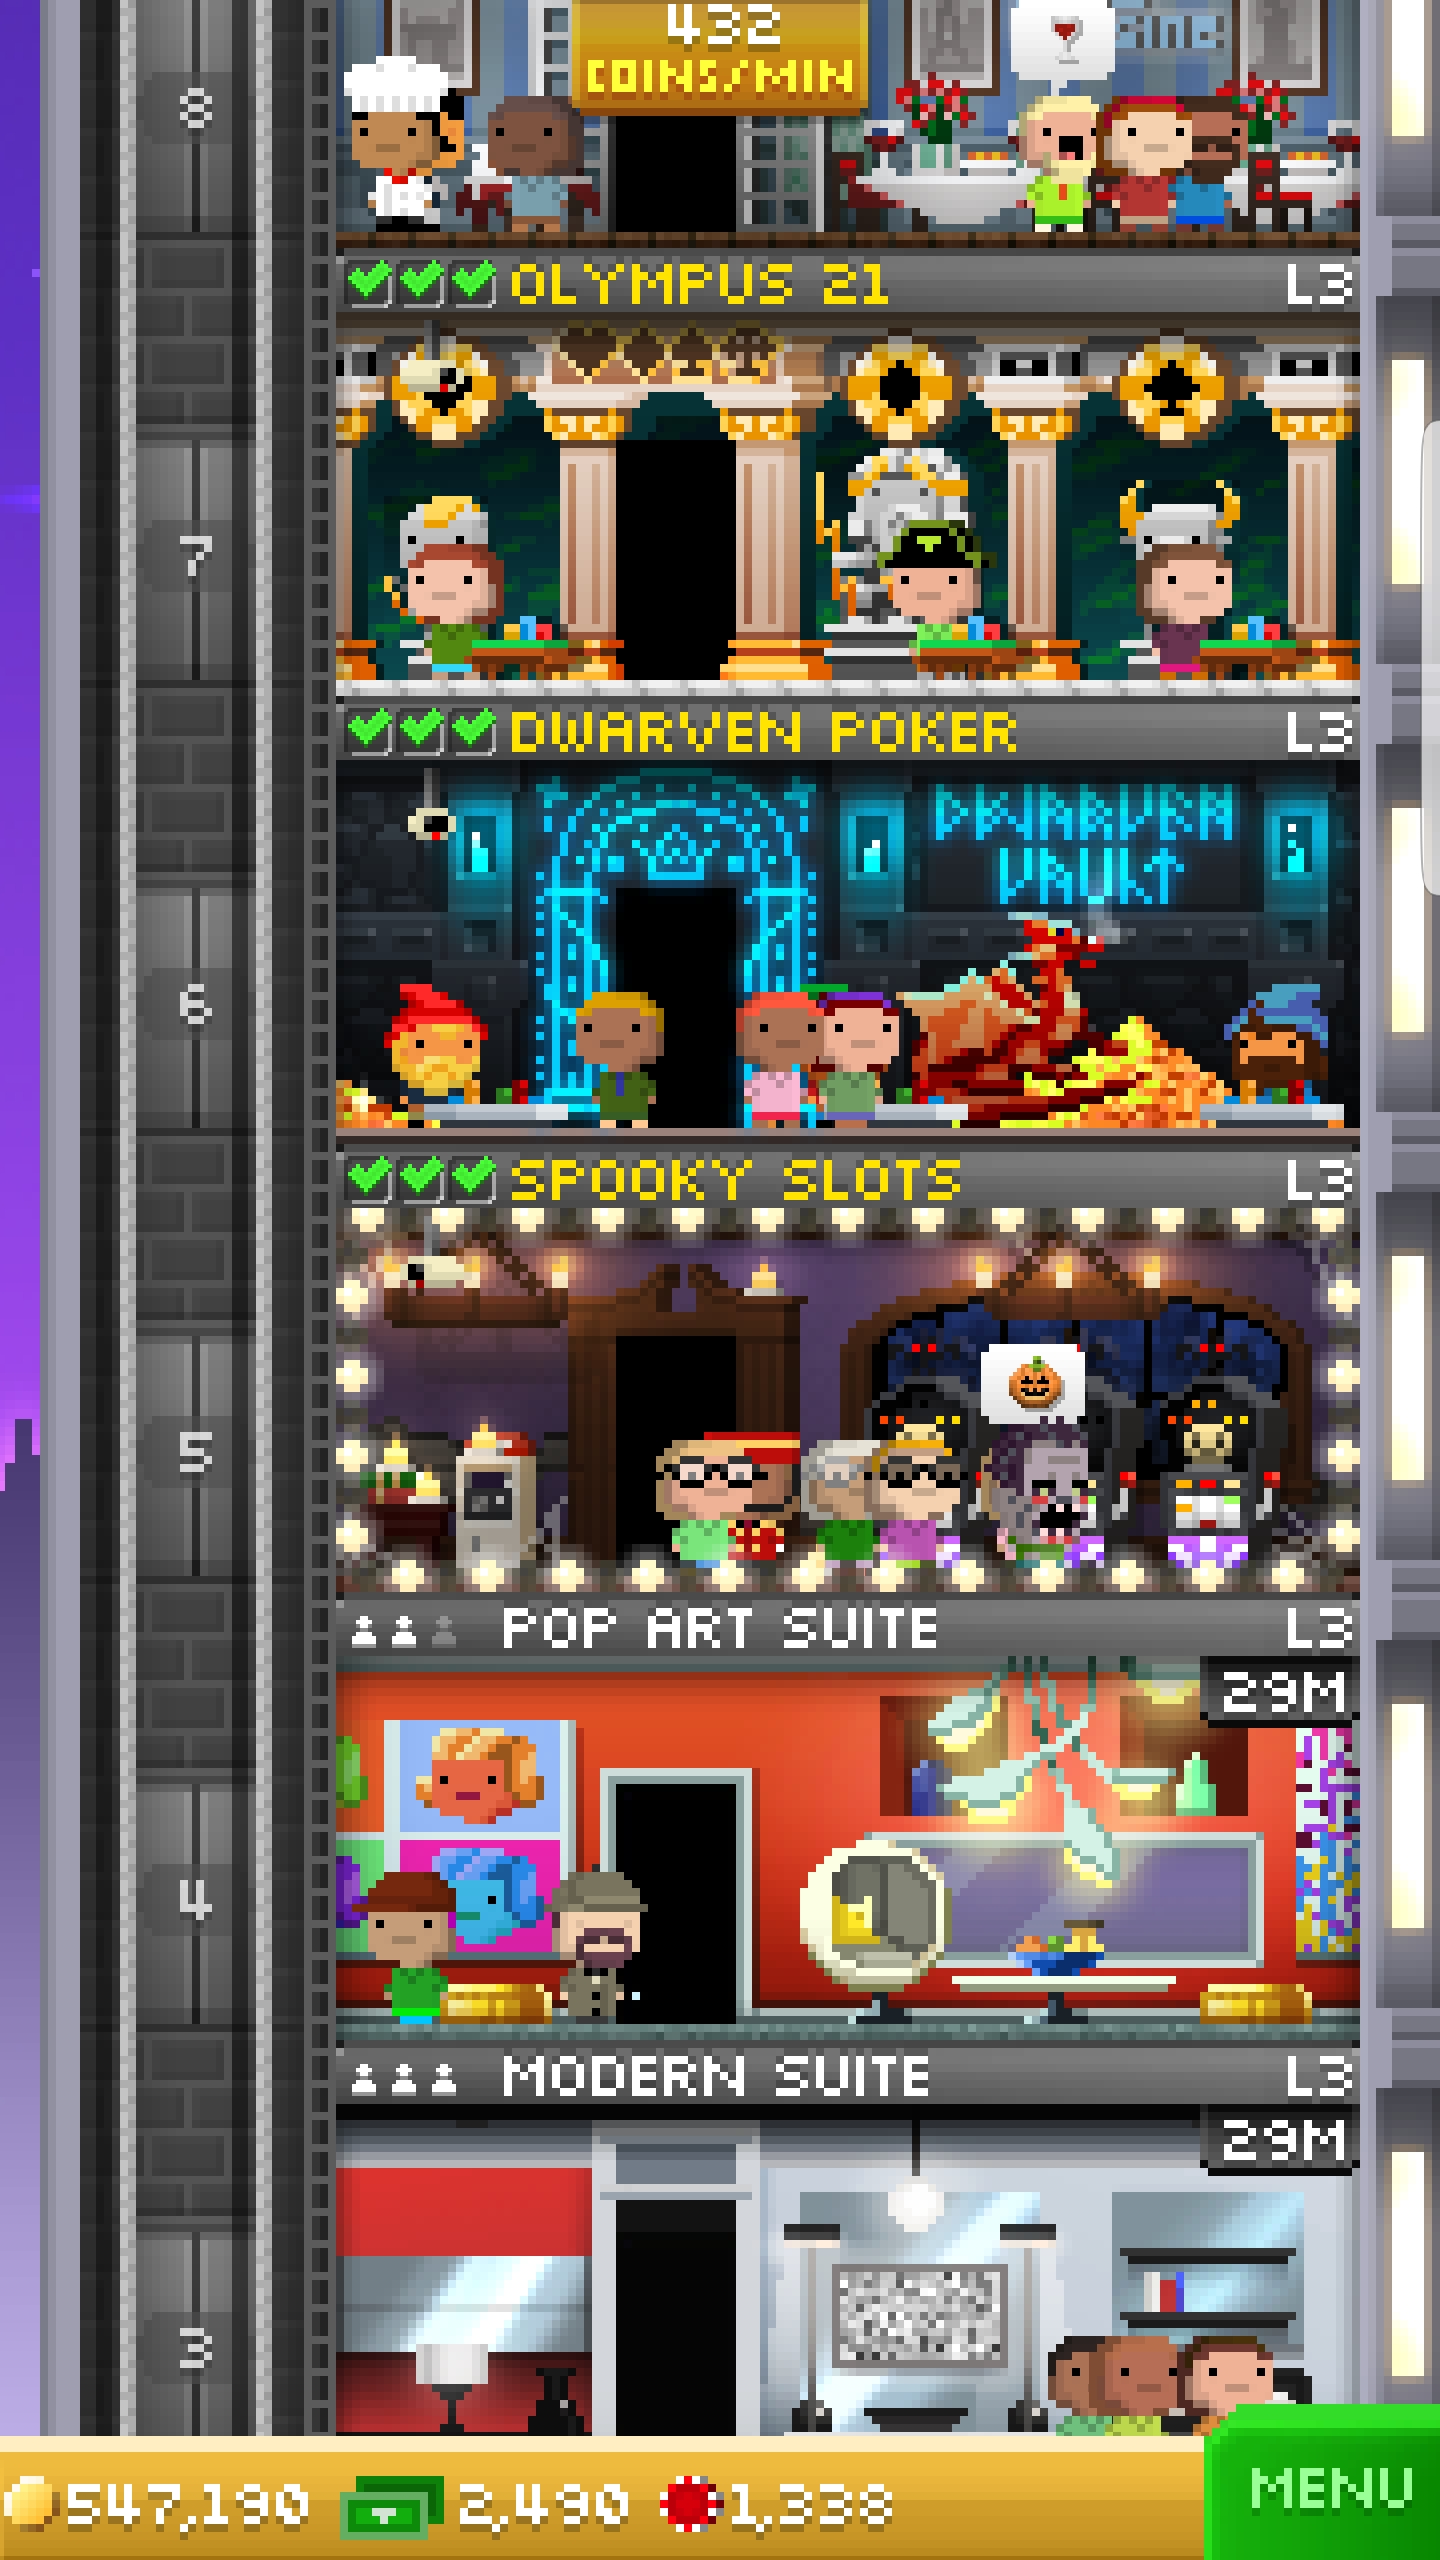 432
COINS/MIN
Fine
8
OLYMPUS 21 L3
7
DWARVEN POKER L3
DWARVEN
VAULT
6
SPOOKY SLOTS L3
5
POP ART SUITE L3
29M
4
MODERN SUITE L3
29M
3
547,190 2,490 1,338 MENU